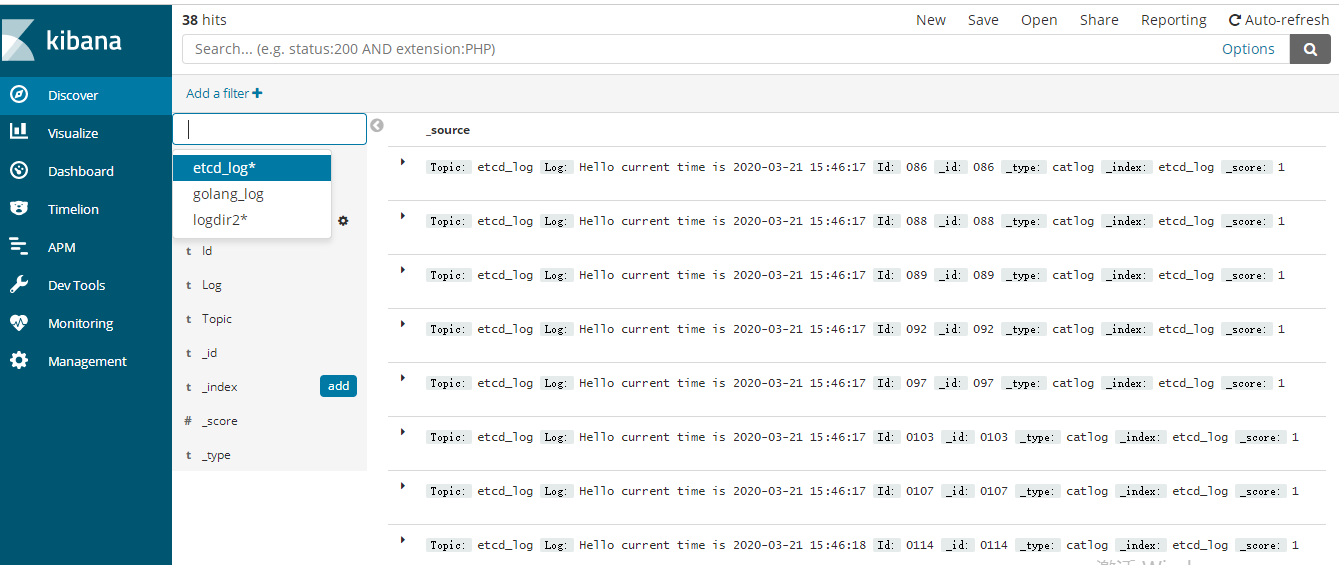 38 hits
New Save Open Share Reporting Auto-refresh
kibana
Search... (e.g. status:200 AND extension:PHP)
Options
Discover
Visualize
Dashboard
Timelion
APM
Dev Tools
Monitoring
Management
Add a filter
etcd_log*
golang_log
logdir2*
t Id
t Log
t Topic
t _id
t _index add
# _score
t _type
_source
Topic: etcd_log Log: Hello current time is 2020-03-21 15:46:17 Id: 086 _id: 086 _type: catlog _index: etcd_log _score: 1
Topic: etcd_log Log: Hello current time is 2020-03-21 15:46:17 Id: 088 _id: 088 _type: catlog _index: etcd_log _score: 1
Topic: etcd_log Log: Hello current time is 2020-03-21 15:46:17 Id: 089 _id: 089 _type: catlog _index: etcd_log _score: 1
Topic: etcd_log Log: Hello current time is 2020-03-21 15:46:17 Id: 092 _id: 092 _type: catlog _index: etcd_log _score: 1
Topic: etcd_log Log: Hello current time is 2020-03-21 15:46:17 Id: 097 _id: 097 _type: catlog _index: etcd_log _score: 1
Topic: etcd_log Log: Hello current time is 2020-03-21 15:46:17 Id: 0103 _id: 0103 _type: catlog _index: etcd_log _score: 1
Topic: etcd_log Log: Hello current time is 2020-03-21 15:46:17 Id: 0107 _id: 0107 _type: catlog _index: etcd_log _score: 1
Topic: etcd_log Log: Hello current time is 2020-03-21 15:46:18 Id: 0114 _id: 0114 _type: catlog _index: etcd_log _score: 1